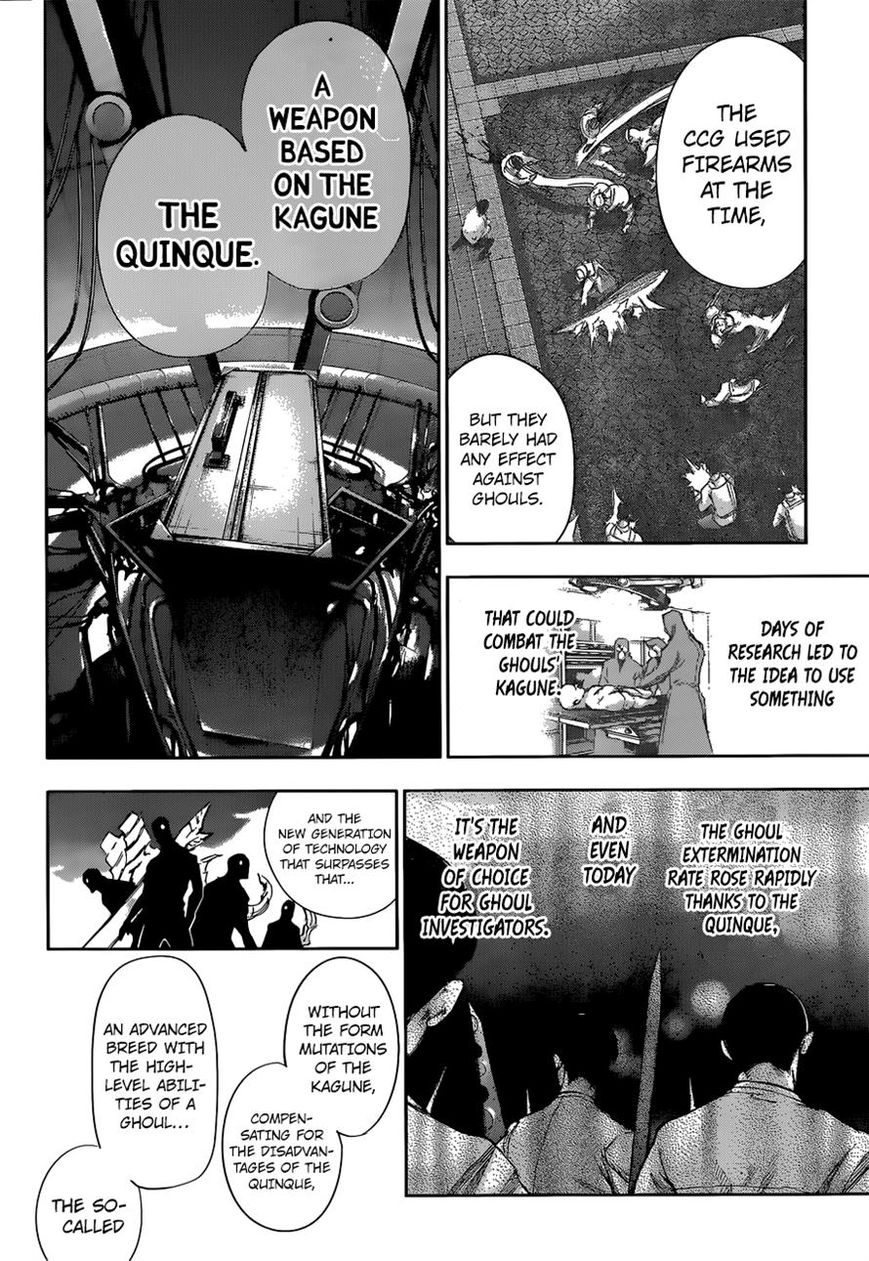 THE
CCG USED
FIREARMS
AT THE
TIME,
BUT THEY
BARELY HAD
ANY EFFECT
AGAINST
GHOULS.
DAYS OF
RESEARCH LED TO
THE IDEA TO USE
SOMETHING
THAT COULD
COMBAT THE
GHOULS'
KAGUNE.
A
WEAPON
BASED
ON THE
KAGUNE
THE
QUINQUE.
THE GHOUL
EXTERMINATION
RATE ROSE RAPIDLY
THANKS TO THE
QUINQUE,
AND
EVEN
TODAY
IT'S THE
WEAPON
OF CHOICE
FOR GHOUL
INVESTIGATORS.
AND THE
NEW GENERATION
OF TECHNOLOGY
THAT SURPASSES
THAT...
WITHOUT
THE FORM
MUTATIONS
OF THE
KAGUNE,
COMPEN-
SATING FOR
THE DISADVAN-
TAGES OF THE
QUINQUE,
AN ADVANCED
BREED WITH
THE HIGH-
LEVEL ABILI-
TIES OF A
GHOUL...
THE SO-
CALLED